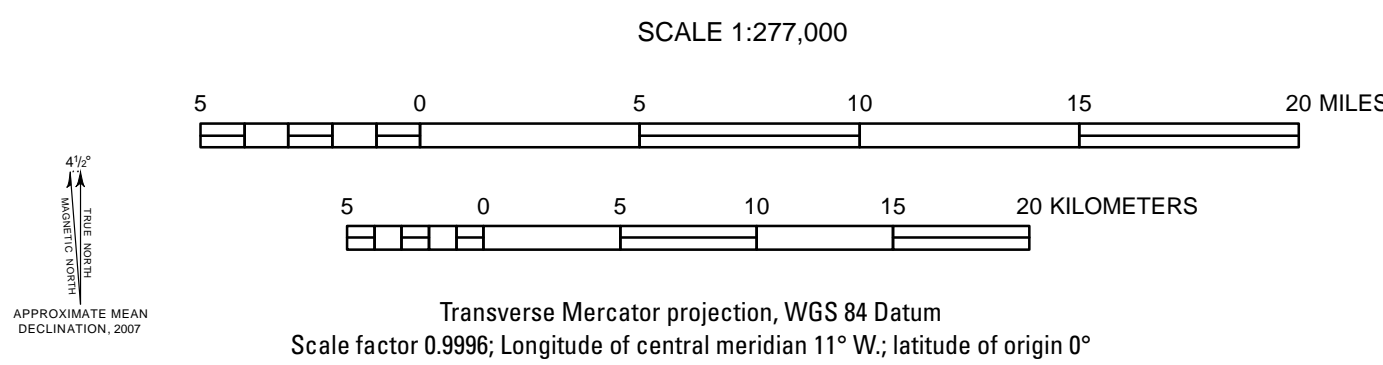 SCALE 1:277,000
5 0 5 10 15 20 MILES
5 0 5 10 15 20 KILOMETERS
4 1/2°
MAGNETIC NORTH
TRUE NORTH
APPROXIMATE MEAN
DECLINATION, 2007
Transverse Mercator projection, WGS 84 Datum
Scale factor 0.9996; Longitude of central meridian 11° W.; latitude of origin 0°